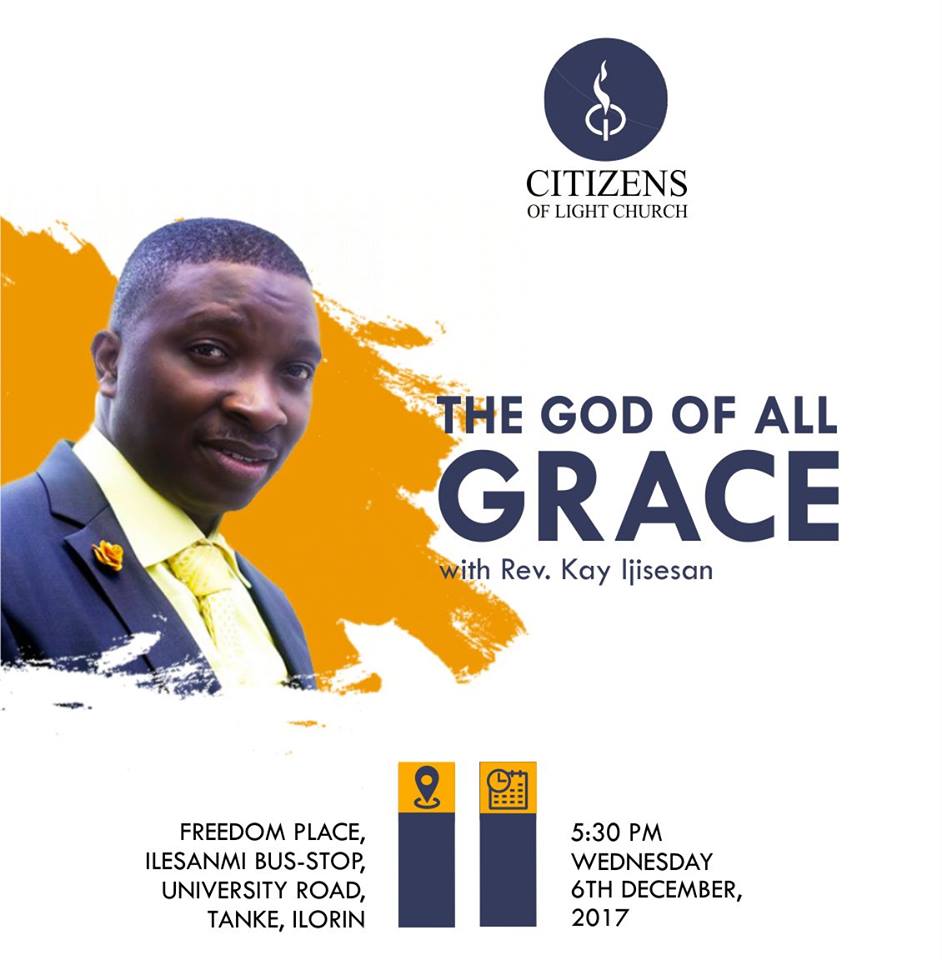 CITIZENS
OF LIGHT CHURCH
THE GOD OF ALL
GRACE
with Rev. Kay Ijisesan
FREEDOM PLACE,
ILESANMI BUS-STOP,
UNIVERSITY ROAD,
TANKE, ILORIN
5:30 PM
WEDNESDAY
6TH DECEMBER,
2017